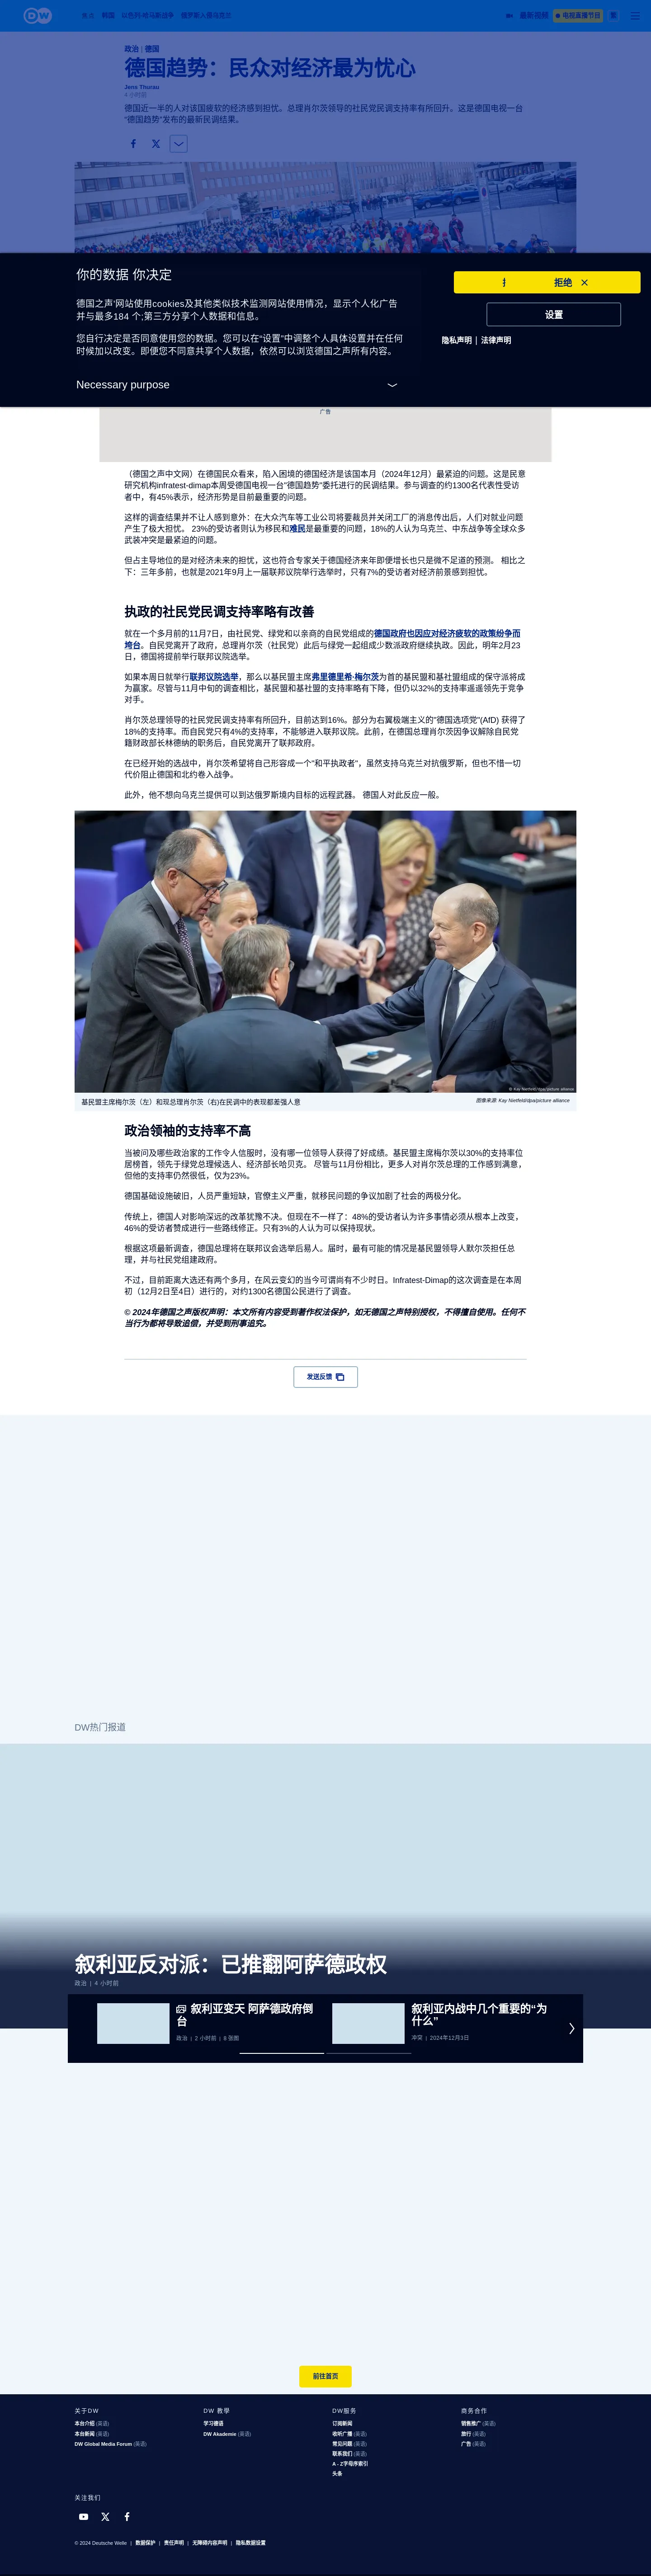 DW
焦点 韩国 以色列-哈马斯战争 俄罗斯入侵乌克兰
最新视频 电视直播节目
政治 | 德国
德国趋势：民众对经济最为忧心
Jens Thurau
4 小时前
德国近一半的人对该国疲软的经济感到担忧。总理肖尔茨领导的社民党民调支持率有所回升。这是德国电视一台
“德国趋势”发布的最新民调结果。
你的数据 你决定
德国之声'网站使用cookies及其他类似技术监测网站使用情况，显示个人化广告
并与最多184 个;第三方分享个人数据和信息。
您自行决定是否同意使用您的数据。您可以在“设置”中调整个人具体设置并在任何
时候加以改变。即便您不同意共享个人数据，依然可以浏览德国之声所有内容。
Necessary purpose
拒绝
设置
隐私声明 | 法律声明
广告
（德国之声中文网）在德国民众看来，陷入困境的德国经济是该国本月（2024年12月）最紧迫的问题。这是民意
研究机构infratest-dimap本周受德国电视一台“德国趋势”委托进行的民调结果。参与调查的约1300名代表性受访
者中，有45%表示，经济形势是目前最重要的问题。
这样的调查结果并不让人感到意外：在大众汽车等工业公司将要裁员并关闭工厂的消息传出后，人们对就业问题
产生了极大担忧。 23%的受访者则认为移民和难民是最重要的问题，18%的人认为乌克兰、中东战争等全球众多
武装冲突是最紧迫的问题。
但占主导地位的是对经济未来的担忧，这也符合专家关于德国经济来年即便增长也只是微不足道的预测。 相比之
下：三年多前，也就是2021年9月上一届联邦议院举行选举时，只有7%的受访者对经济前景感到担忧。
执政的社民党民调支持率略有改善
就在一个多月前的11月7日，由社民党、绿党和以亲商的自民党组成的德国政府也因应对经济疲软的政策纷争而
垮台。自民党离开了政府，总理肖尔茨（社民党）此后与绿党一起组成少数派政府继续执政。因此，明年2月23
日，德国将提前举行联邦议院选举。
如果本周日就举行联邦议院选举，那么以基民盟主席弗里德里希·梅尔茨为首的基民盟和基社盟组成的保守派将成
为赢家。尽管与11月中旬的调查相比，基民盟和基社盟的支持率略有下降，但仍以32%的支持率遥遥领先于竞争
对手。
肖尔茨总理领导的社民党民调支持率有所回升，目前达到16%。部分为右翼极端主义的“德国选项党”(AfD) 获得了
18%的支持率。而自民党只有4%的支持率，不能够进入联邦议院。此前，在德国总理肖尔茨因争议解除自民党
籍财政部长林德纳的职务后，自民党离开了联邦政府。
在已经开始的选战中，肖尔茨希望将自己形容成一个“和平执政者”，虽然支持乌克兰对抗俄罗斯，但也不惜一切
代价阻止德国和北约卷入战争。
此外，他不想向乌克兰提供可以到达俄罗斯境内目标的远程武器。 德国人对此反应一般。
© Kay Nietfeld/dpa/picture alliance
基民盟主席梅尔茨（左）和现总理肖尔茨（右)在民调中的表现都差强人意
图像来源: Kay Nietfeld/dpa/picture alliance
政治领袖的支持率不高
当被问及哪些政治家的工作令人信服时，没有哪一位领导人获得了好成绩。基民盟主席梅尔茨以30%的支持率位
居榜首，领先于绿党总理候选人、经济部长哈贝克。 尽管与11月份相比，更多人对肖尔茨总理的工作感到满意，
但他的支持率仍然很低，仅为23%。
德国基础设施破旧，人员严重短缺，官僚主义严重，就移民问题的争议加剧了社会的两极分化。
传统上，德国人对影响深远的改革犹豫不决。但现在不一样了：48%的受访者认为许多事情必须从根本上改变，
46%的受访者赞成进行一些路线修正。只有3%的人认为可以保持现状。
根据这项最新调查，德国总理将在联邦议会选举后易人。届时，最有可能的情况是基民盟领导人默尔茨担任总
理，并与社民党组建政府。
不过，目前距离大选还有两个多月，在风云变幻的当今可谓尚有不少时日。Infratest-Dimap的这次调查是在本周
初（12月2日至4日）进行的，对约1300名德国公民进行了调查。
© 2024年德国之声版权声明：本文所有内容受到著作权法保护，如无德国之声特别授权，不得擅自使用。任何不
当行为都将导致追偿，并受到刑事追究。
发送反馈
DW热门报道
叙利亚反对派：已推翻阿萨德政权
政治 | 4 小时前
叙利亚变天 阿萨德政府倒
台
政治 | 2 小时前 | 8 张图
叙利亚内战中几个重要的“为
什么”
冲突 | 2024年12月3日
前往首页
关于DW
本台介绍 (英语)
本台新闻 (英语)
DW Global Media Forum (英语)
DW 教学
学习德语
DW Akademie (英语)
DW服务
订阅新闻
收听广播 (英语)
常见问题 (英语)
联系我们 (英语)
A - Z字母序索引
头条
商务合作
销售推广 (英语)
旅行 (英语)
广告 (英语)
关注我们
© 2024 Deutsche Welle | 数据保护 | 责任声明 | 无障碍内容声明 | 隐私数据设置